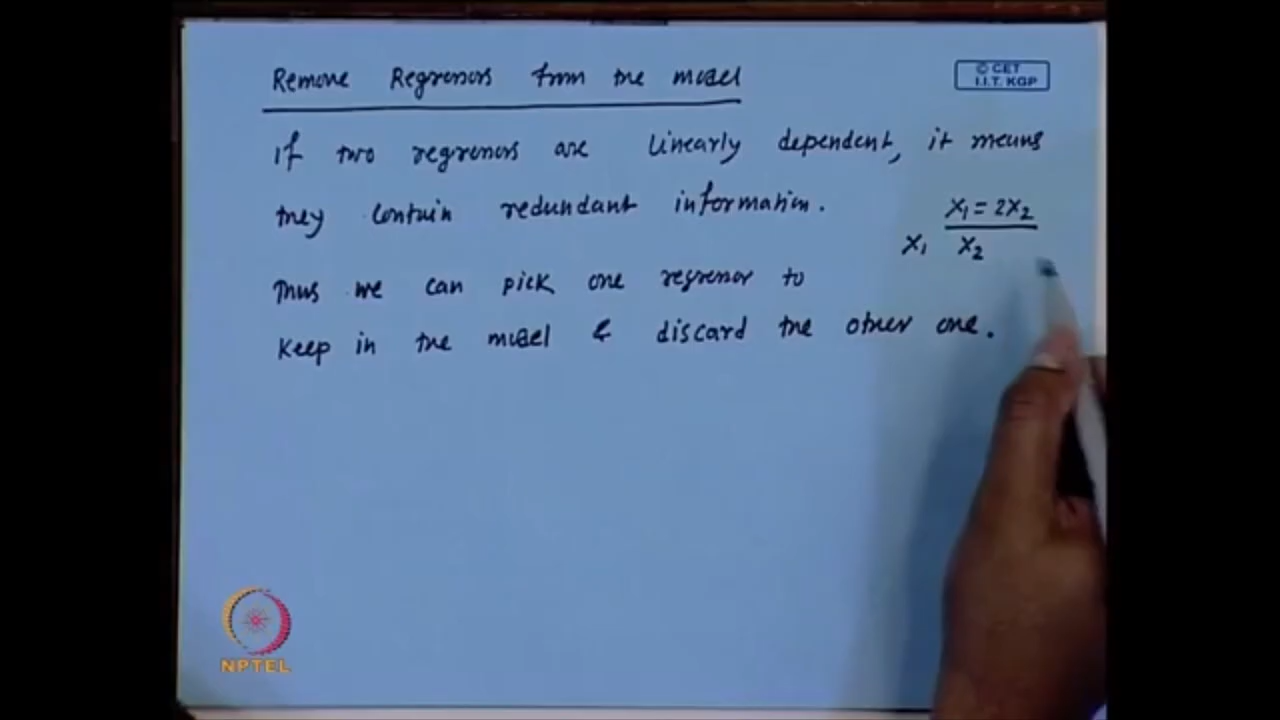 Remove Regressors from the model
© CET
I.I.T. KGP
If two regressors are linearly dependent, it means
they contain redundant information.
X₁ = 2X₂
X₁ X₂
Thus we can pick one regressor to
keep in the model & discard the other one.
NPTEL